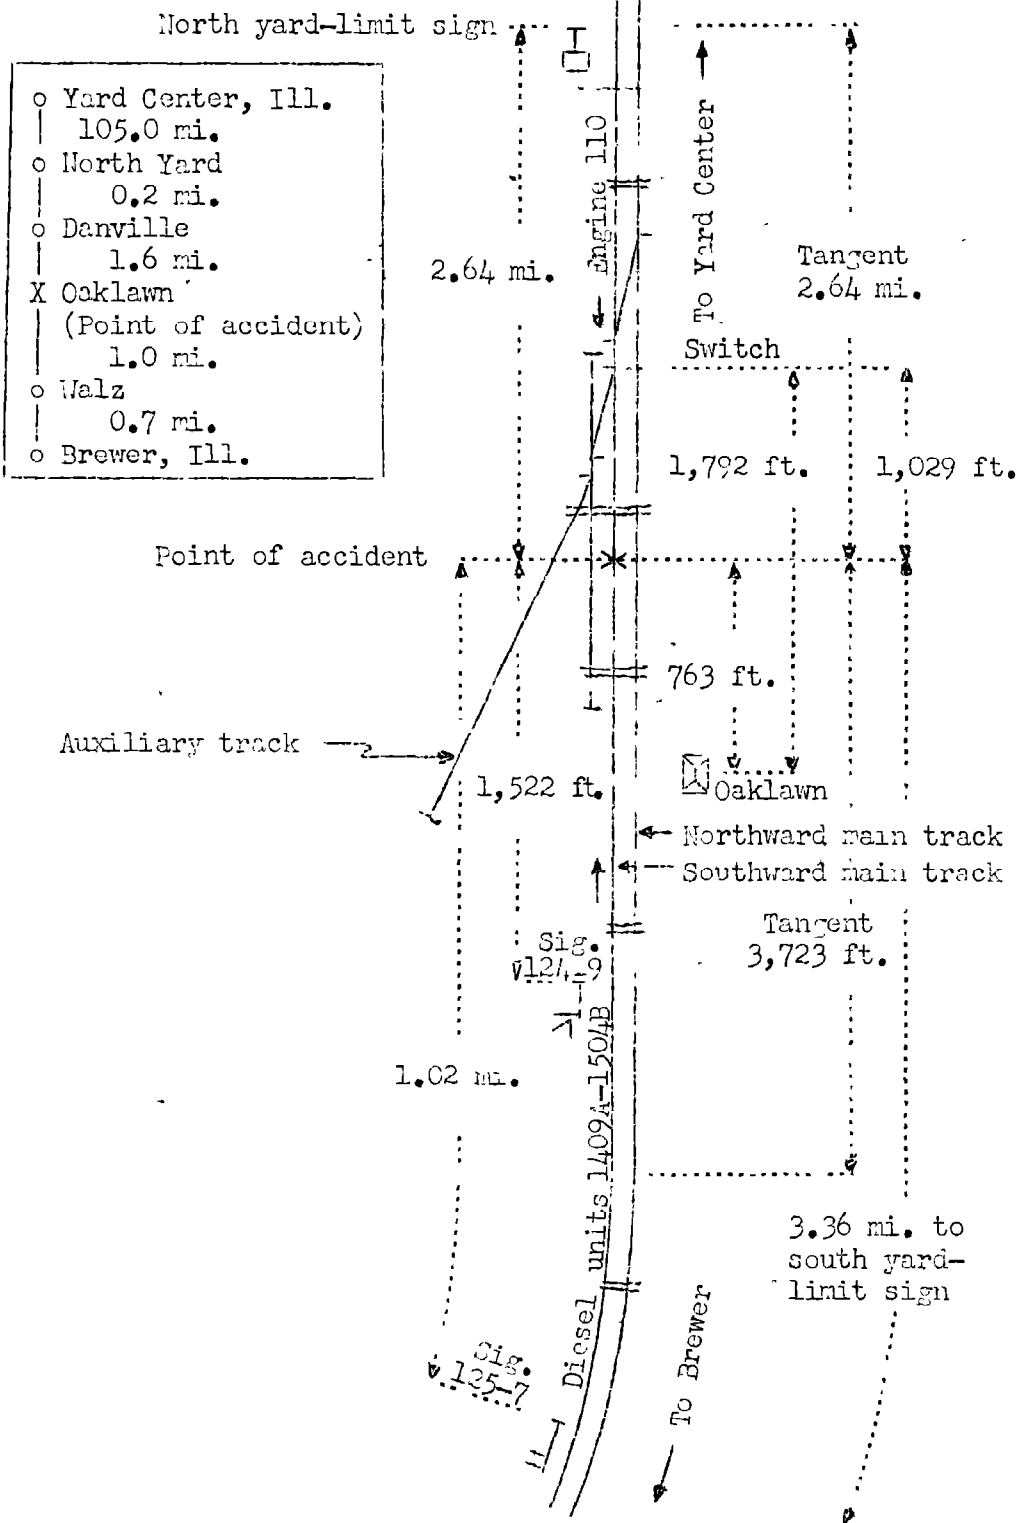 North yard-limit sign
Yard Center, Ill.
105.0 mi.
North Yard
0.2 mi.
Danville
1.6 mi.
X Oaklawn
(Point of accident)
1.0 mi.
Walz
0.7 mi.
Brewer, Ill.
Engine 110
To Yard Center
2.64 mi.
Tangent
2.64 mi.
Switch
1,792 ft.
1,029 ft.
Point of accident
763 ft.
Auxiliary track
1,522 ft.
Oaklawn
Northward main track
Southward main track
Tangent
3,723 ft.
Sig.
124-9
1.02 mi.
Diesel units 1409A-1504B
3.36 mi. to
south yard-
limit sign
Sig.
125-7
To Brewer